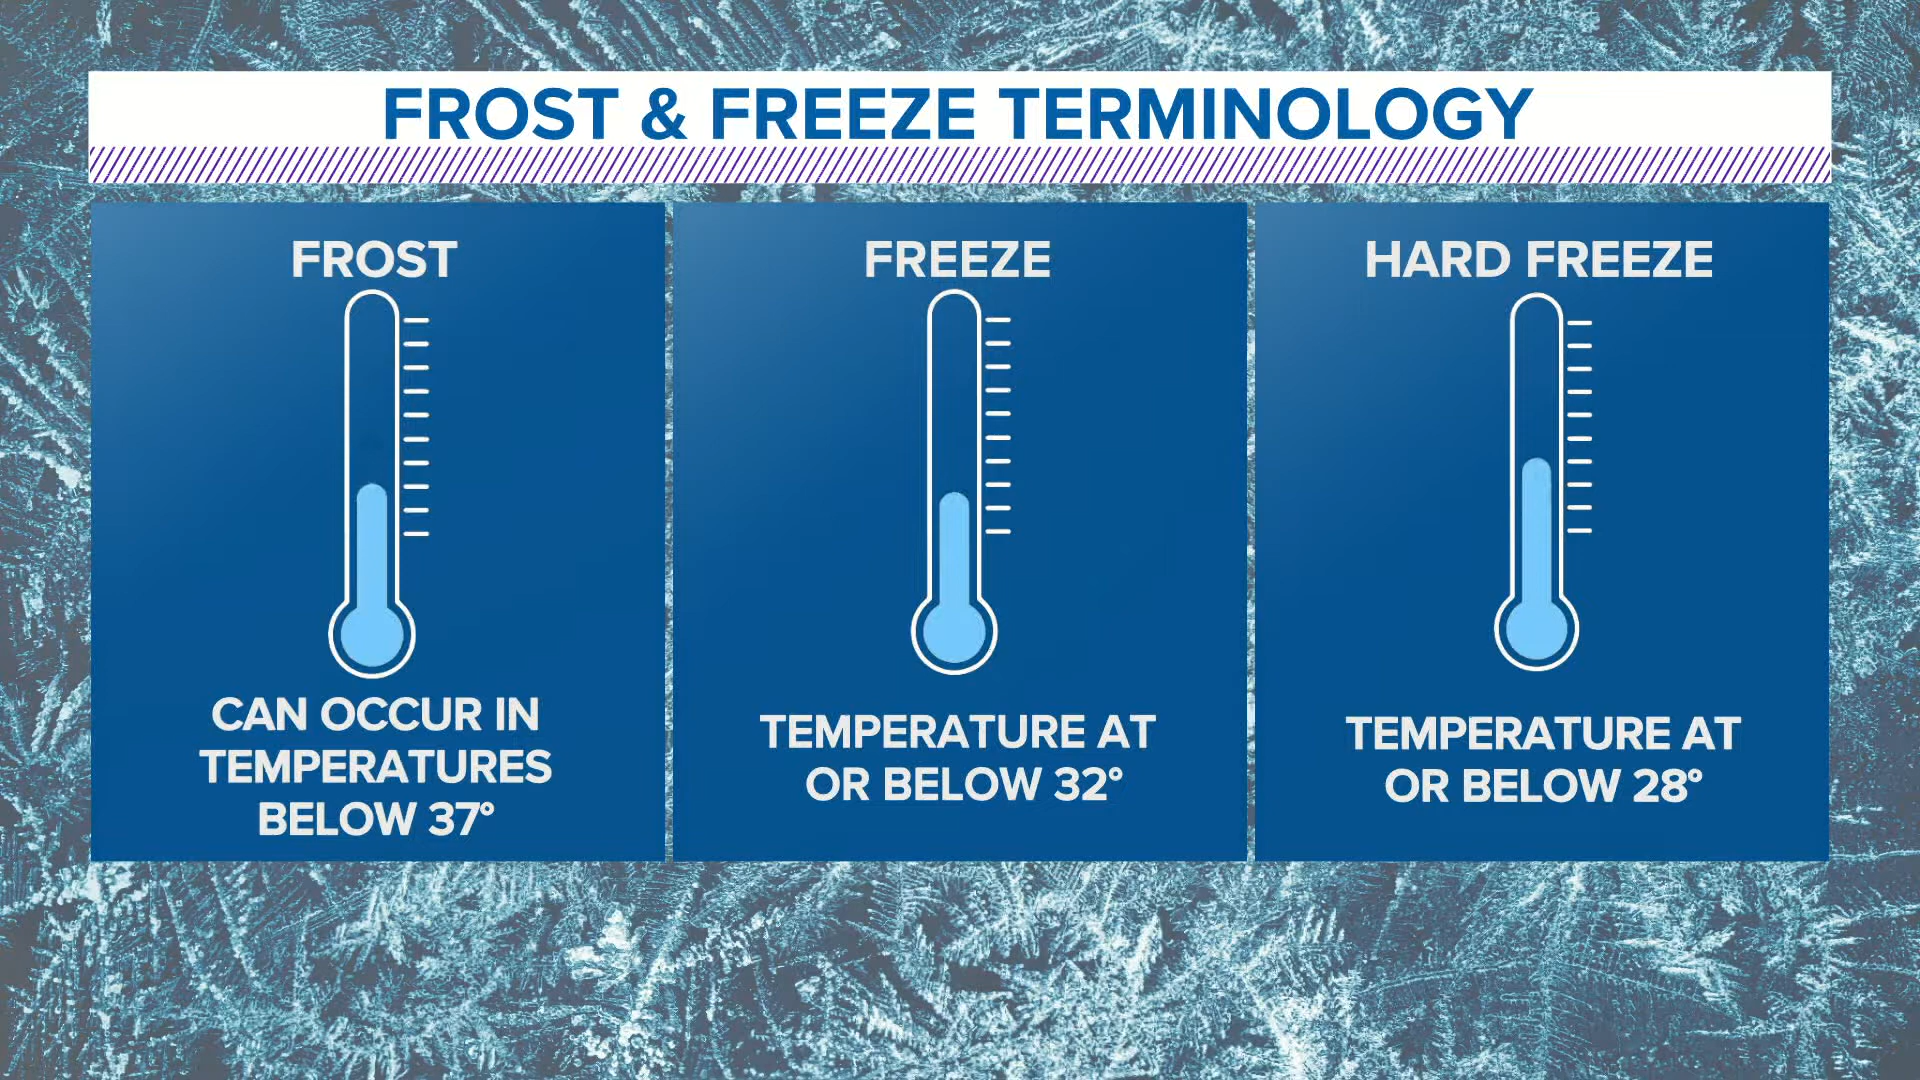 FROST & FREEZE TERMINOLOGY
FROST
CAN OCCUR IN
TEMPERATURES
BELOW 37°
FREEZE
TEMPERATURE AT
OR BELOW 32°
HARD FREEZE
TEMPERATURE AT
OR BELOW 28°